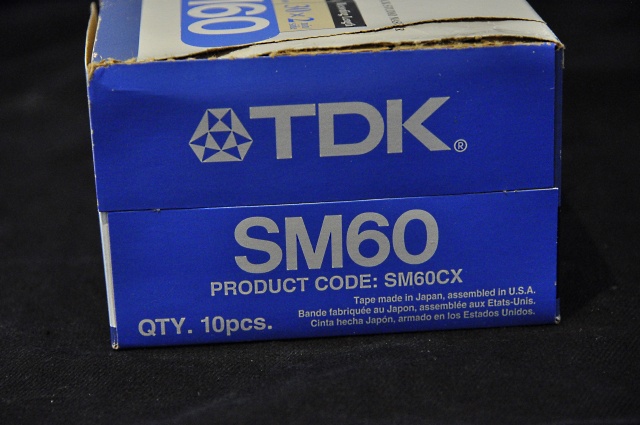 TDK®
SM60
PRODUCT CODE: SM60CX
Tape made in Japan, assembled in U.S.A.
Bande fabriquée au Japon, assemblée aux Etats-Unis.
Cinta hecha Japón, armado en los Estados Unidos.
QTY. 10pcs.